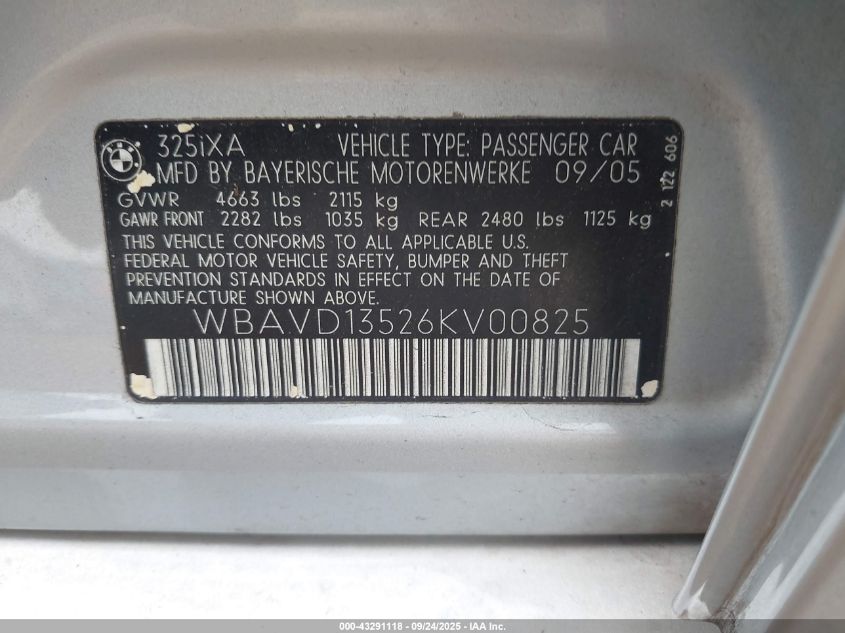 325iXA VEHICLE TYPE: PASSENGER CAR
MFD BY BAYERISCHE MOTORENWERKE 09/05
GVWR 4663 lbs 2115 kg
GAWR FRONT 2282 lbs 1035 kg REAR 2480 lbs 1125 kg
THIS VEHICLE CONFORMS TO ALL APPLICABLE U.S.
FEDERAL MOTOR VEHICLE SAFETY, BUMPER AND THEFT
PREVENTION STANDARDS IN EFFECT ON THE DATE OF
MANUFACTURE SHOWN ABOVE.
WBAVD13526KV00825
2 122 606
000-43291118 - 09/24/2025 - IAA Inc.